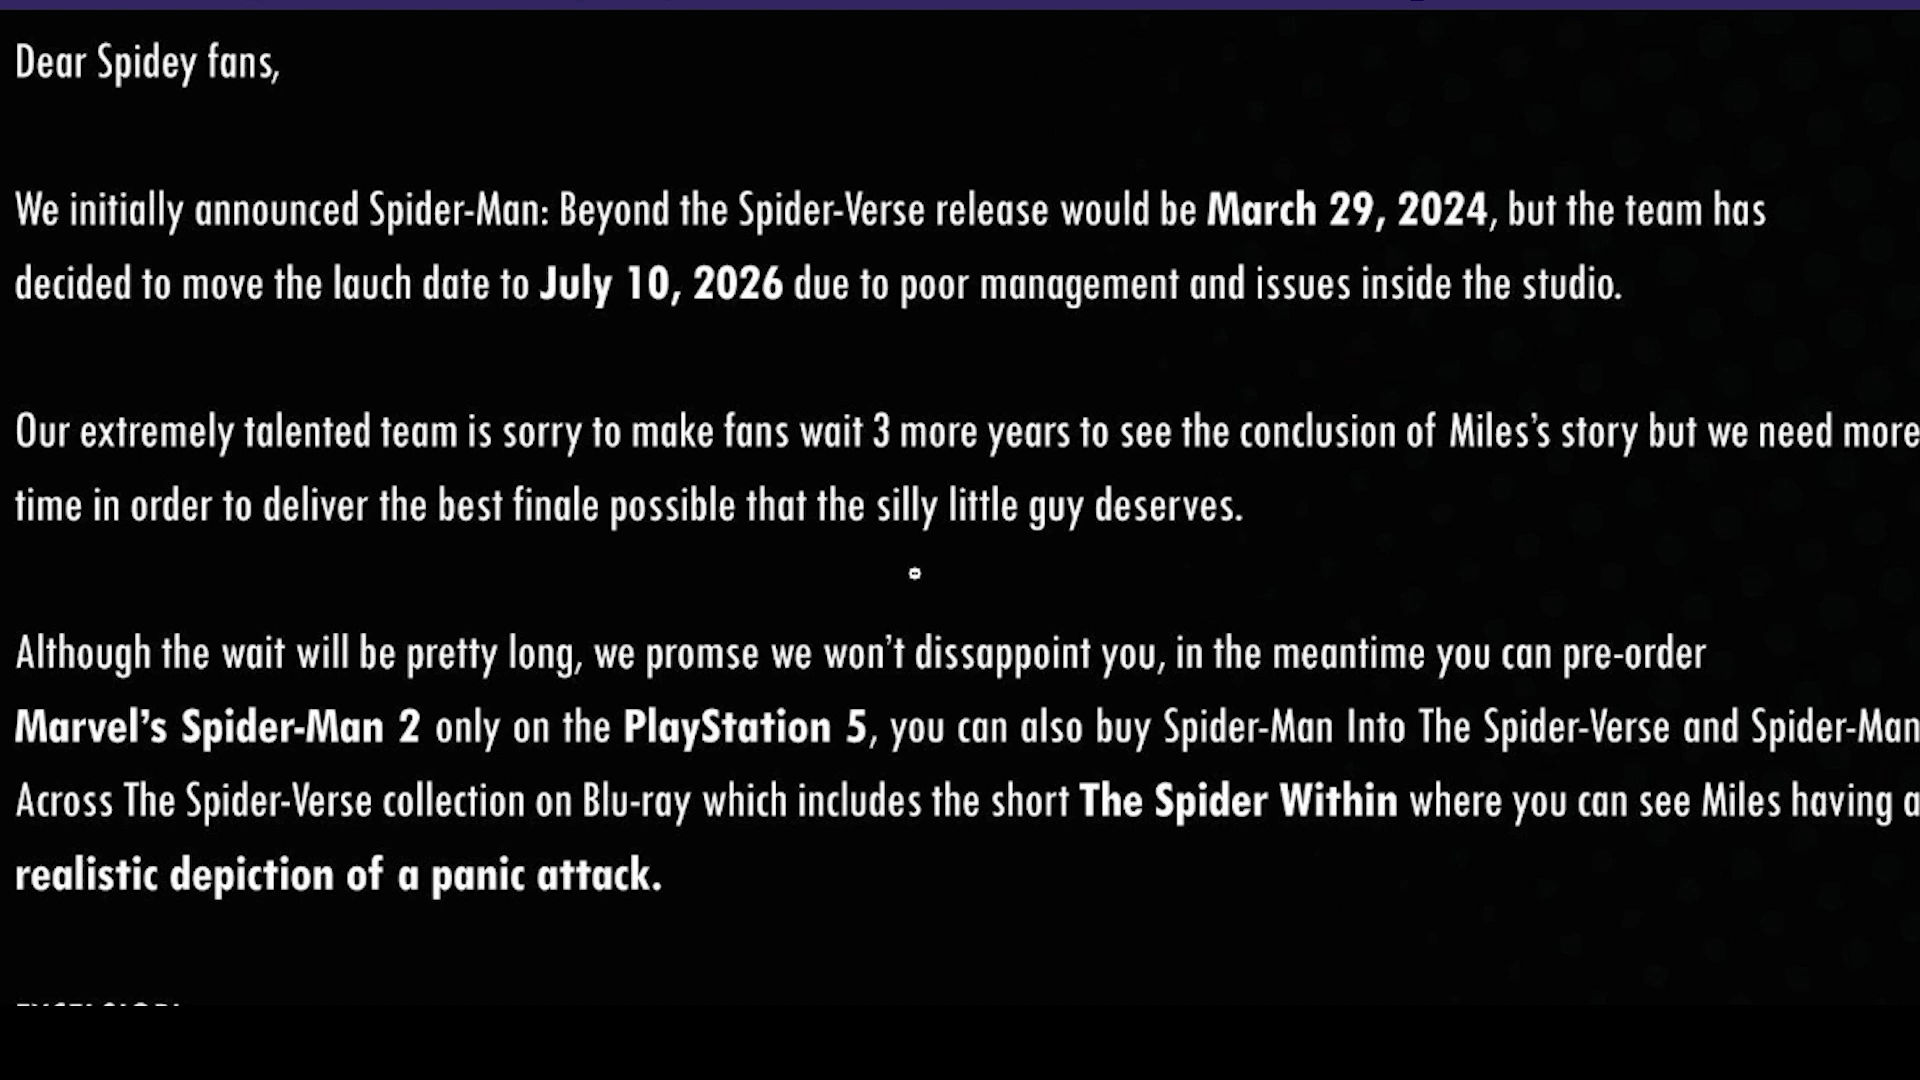 Dear Spidey fans,
We initially announced Spider-Man: Beyond the Spider-Verse release would be March 29, 2024, but the team has
decided to move the lauch date to July 10, 2026 due to poor management and issues inside the studio.
Our extremely talented team is sorry to make fans wait 3 more years to see the conclusion of Miles’s story but we need more
time in order to deliver the best finale possible that the silly little guy deserves.
Although the wait will be pretty long, we promse we won’t dissappoint you, in the meantime you can pre-order
Marvel’s Spider-Man 2 only on the PlayStation 5, you can also buy Spider-Man Into The Spider-Verse and Spider-Man
Across The Spider-Verse collection on Blu-ray which includes the short The Spider Within where you can see Miles having a
realistic depiction of a panic attack.